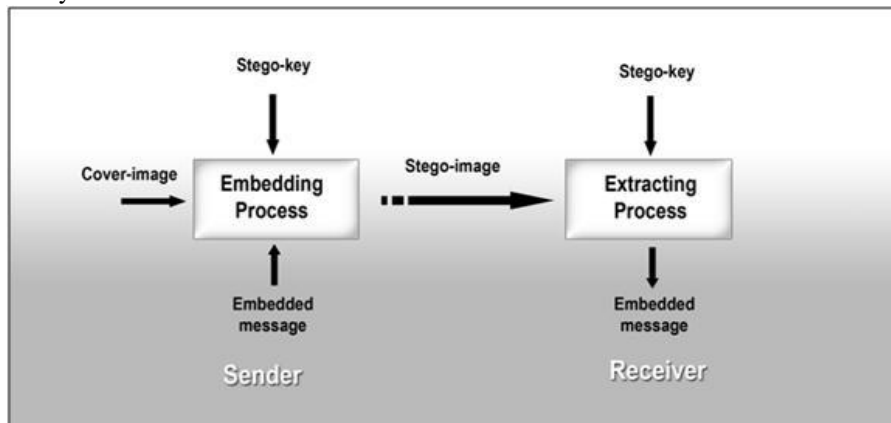 Stego-key
Stego-key
Cover-image
Embedding
Process
Stego-image
Extracting
Process
Embedded
message
Embedded
message
Sender
Receiver